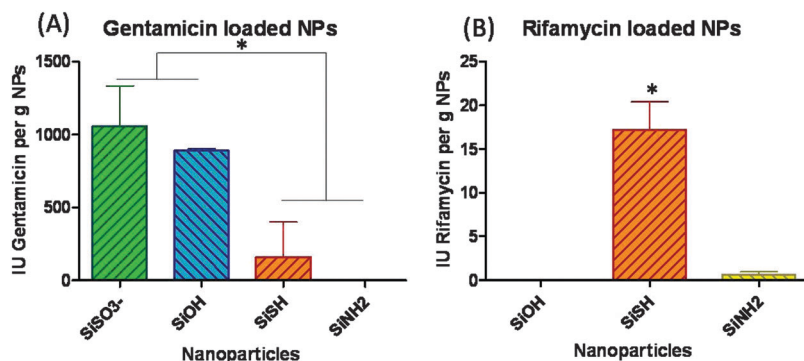 (A) Gentamicin loaded NPs
*
IU Gentamicin per g NPs
1500
1000
500
0
SiSO3-
SiOH
SiSH
SiNH2
Nanoparticles
(B) Rifamycin loaded NPs
*
IU Rifamycin per g NPs
25
20
15
10
5
0
SiOH
SiSH
SiNH2
Nanoparticles